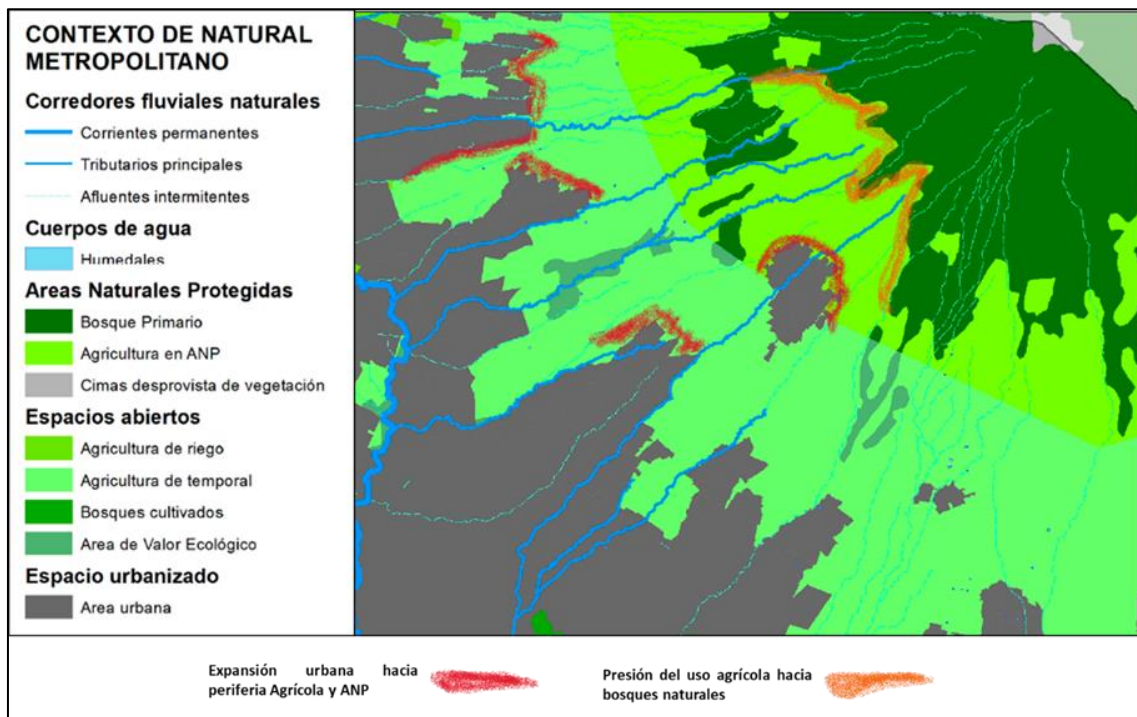 CONTEXTO DE NATURAL
METROPOLITANO
Corredores fluviales naturales
Corrientes permanentes
Tributarios principales
Afluentes intermitentes
Cuerpos de agua
Humedales
Areas Naturales Protegidas
Bosque Primario
Agricultura en ANP
Cimas desprovista de vegetación
Espacios abiertos
Agricultura de riego
Agricultura de temporal
Bosques cultivados
Area de Valor Ecológico
Espacio urbanizado
Area urbana
Expansión urbana hacia
periferia Agrícola y ANP
Presión del uso agrícola hacia
bosques naturales